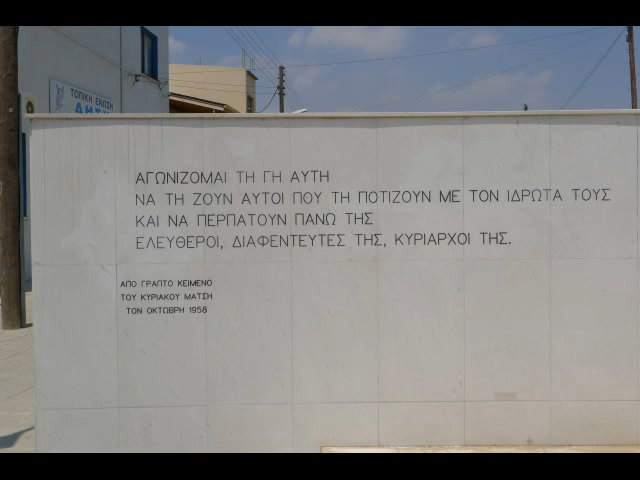 ΤΟΠΙΚΗ ΕΝΩΣΗ
ΑΓΩΝΙΖΟΜΑΙ ΤΗ ΓΗ ΑΥΤΗ
ΝΑ ΤΗ ΖΟΥΝ ΑΥΤΟΙ ΠΟΥ ΤΗ ΠΟΤΙΖΟΥΝ ΜΕ ΤΟΝ ΙΔΡΩΤΑ ΤΟΥΣ
ΚΑΙ ΝΑ ΠΕΡΠΑΤΟΥΝ ΠΑΝΩ ΤΗΣ
ΕΛΕΥΘΕΡΟΙ, ΔΙΑΦΕΝΤΕΥΤΕΣ ΤΗΣ, ΚΥΡΙΑΡΧΟΙ ΤΗΣ.
ΑΠΟ ΓΡΑΠΤΟ ΚΕΙΜΕΝΟ
ΤΟΥ ΚΥΡΙΑΚΟΥ ΜΑΤΣΗ
ΤΟΝ ΟΚΤΩΒΡΗ 1958